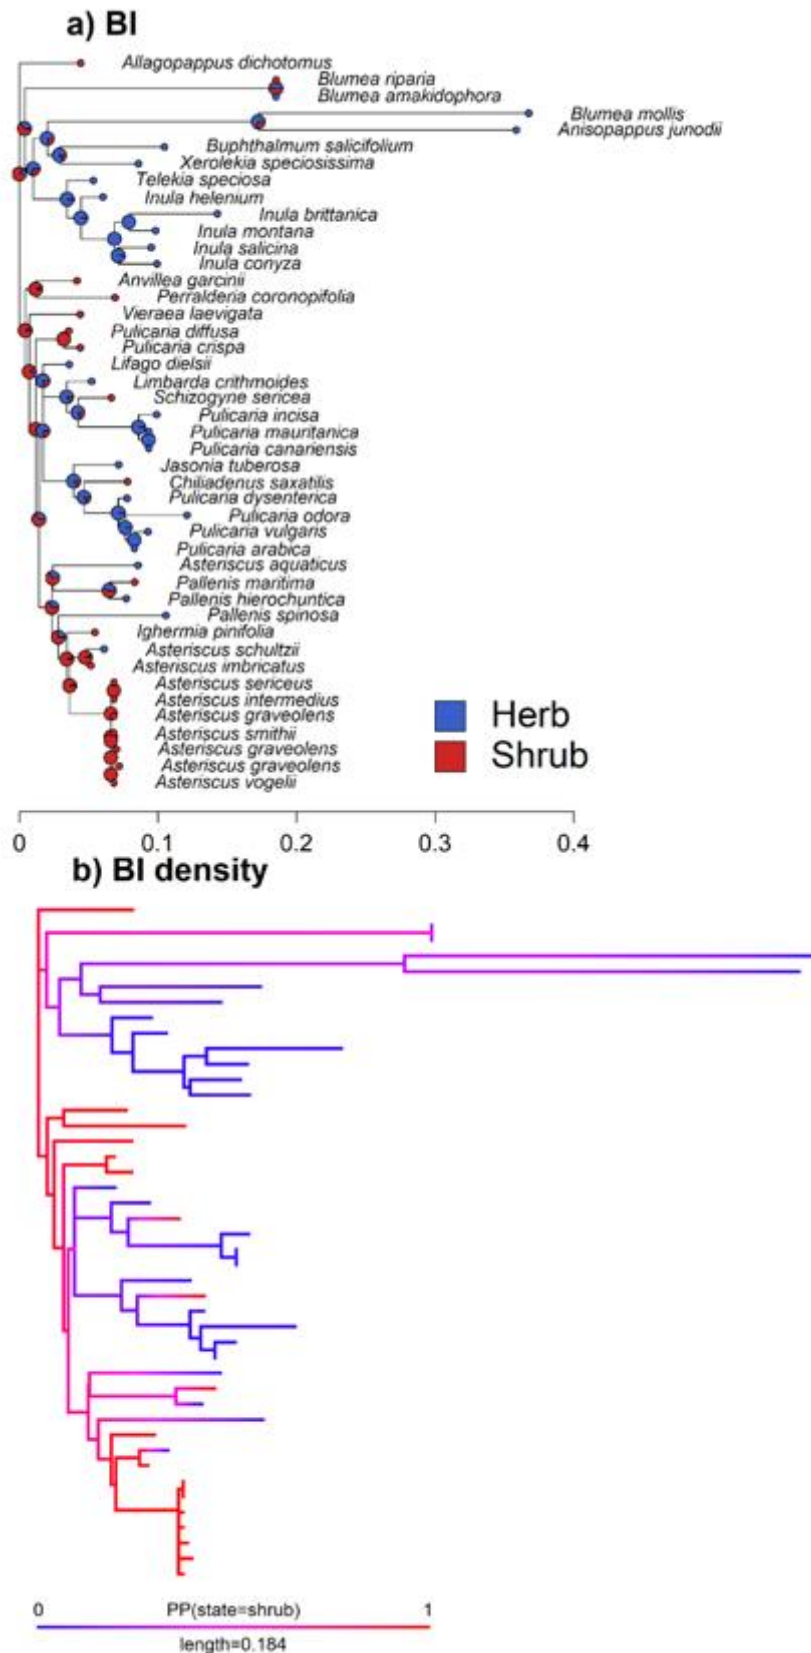 a) BI
Allagopappus dichotomus
Blumea riparia
Blumea amakidophora
Blumea mollis
Anisopappus junodii
Buphthalmum salicifolium
Xerolekia speciosissima
Telekia speciosa
Inula helenium
Inula brittanica
Inula montana
Inula salicina
Inula conyza
Anvillea garcinii
Perralderia coronopifolia
Vieraea laevigata
Pulicaria diffusa
Pulicaria crispa
Lifago dielsii
Limbarda crithmoides
Schizogyne sericea
Pulicaria incisa
Pulicaria mauritanica
Pulicaria canariensis
Jasonia tuberosa
Chiliadenus saxatilis
Pulicaria dysenterica
Pulicaria odora
Pulicaria vulgaris
Pulicaria arabica
Asteriscus aquaticus
Pallenis maritima
Pallenis hierochuntica
Pallenis spinosa
Ighermia pinifolia
Asteriscus schultzii
Asteriscus imbricatus
Asteriscus sericeus
Asteriscus intermedius
Asteriscus graveolens
Asteriscus smithii
Asteriscus graveolens
Asteriscus graveolens
Asteriscus vogelii
Herb
Shrub
0 0.1 0.2 0.3 0.4
b) BI density
0 PP(state=shrub) 1
length=0.184